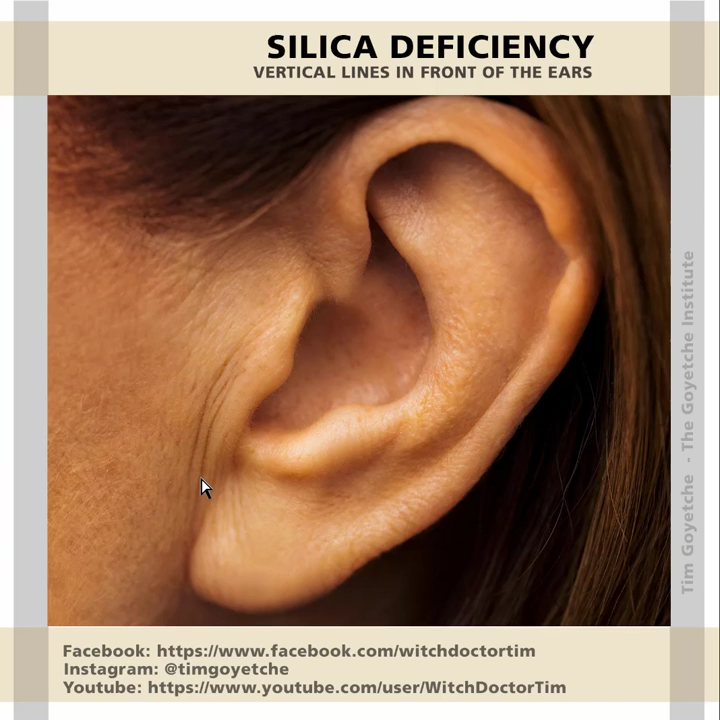 SILICA DEFICIENCY
VERTICAL LINES IN FRONT OF THE EARS
Tim Goyetche - The Goyetche Institute
Facebook: https://www.facebook.com/witchdoctortim
Instagram: @timgoyetche
Youtube: https://www.youtube.com/user/WitchDoctorTim